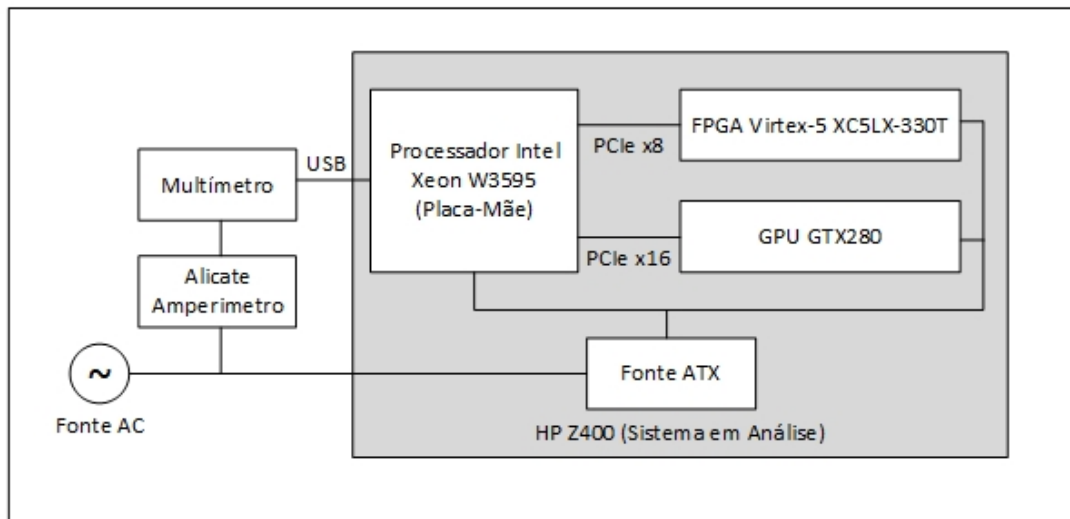 Processador Intel
Xeon W3595
(Placa-Mãe)
FPGA Virtex-5 XC5LX-330T
PCIe x8
USB
Multímetro
GPU GTX280
PCIe x16
Alicate
Amperimetro
Fonte ATX
~
Fonte AC
HP Z400 (Sistema em Análise)